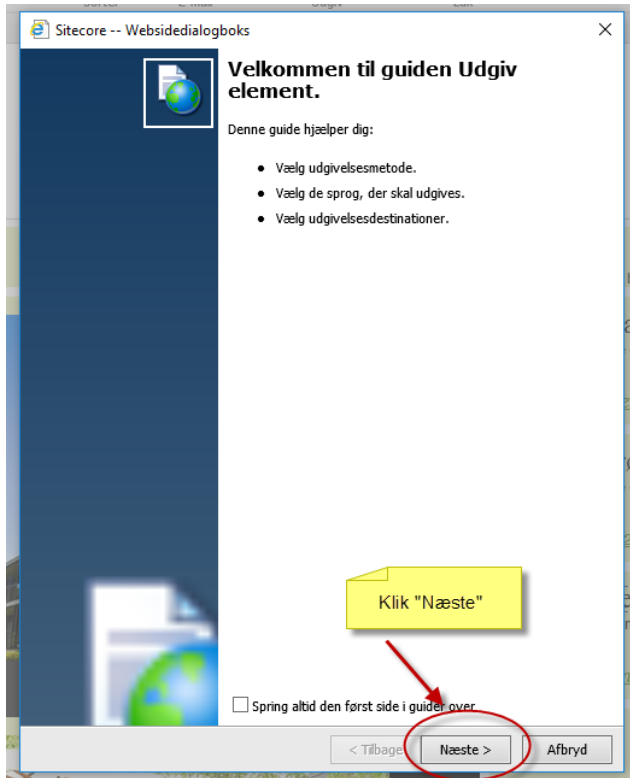 Sitecore -- Websidedialogboks
Velkommen til guiden Udgiv
element.
Denne guide hjælper dig:
Vælg udgivelsesmetode.
Vælg de sprog, der skal udgives.
Vælg udgivelsesdestinationer.
Klik "Næste"
Spring altid den først side i guider over.
< Tilbage
Næste >
Afbryd